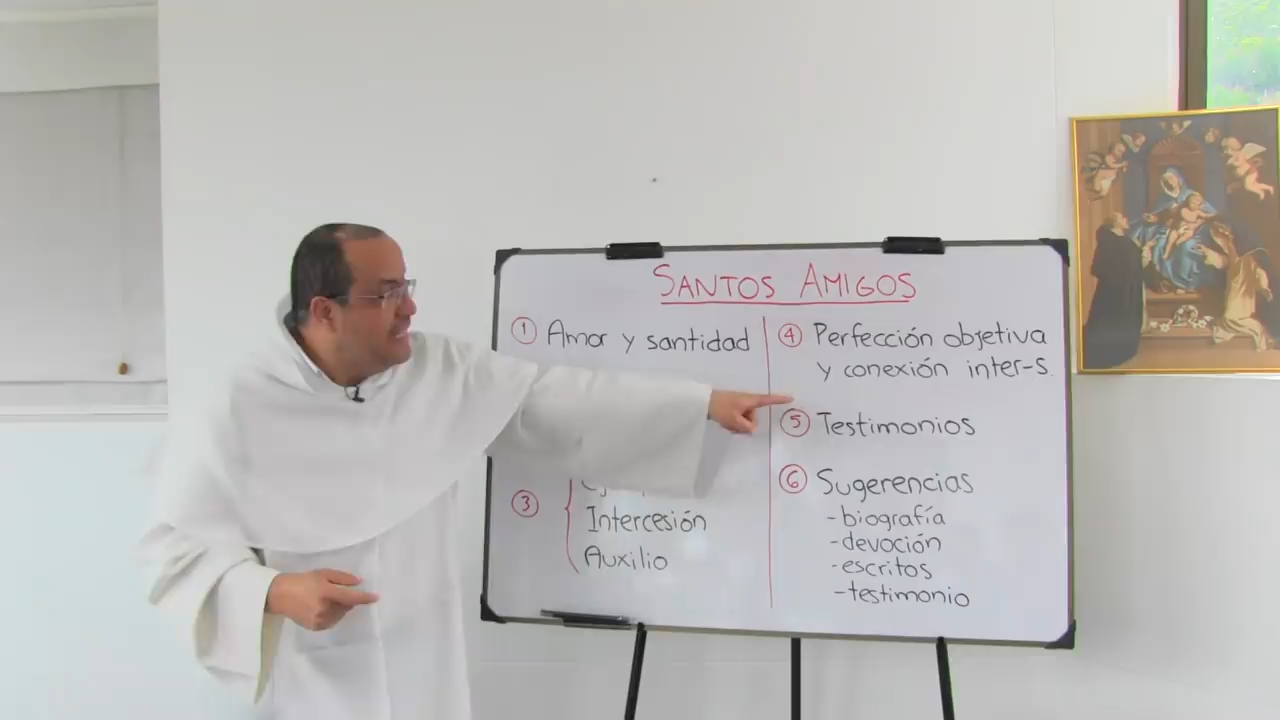 SANTOS AMIGOS
① Amor y santidad
③
Intercesión
Auxilio
④ Perfección objetiva
y conexión inter-s.
⑤ Testimonios
⑥ Sugerencias
- biografía
- devoción
- escritos
- testimonio